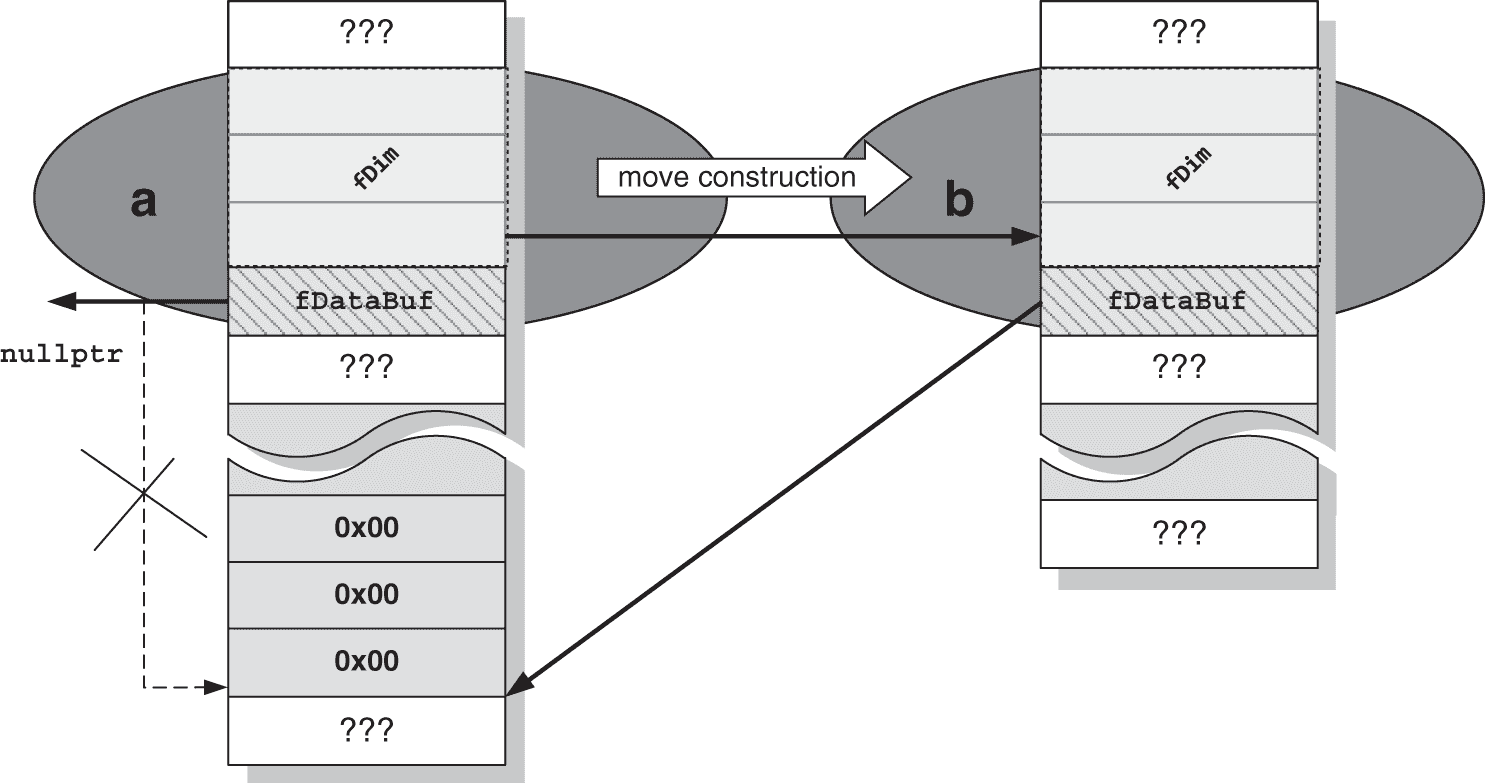 ???
???
fDim
move construction
fDim
a
b
fDataBuf
fDataBuf
nullptr
???
???
0x00
???
0x00
0x00
???